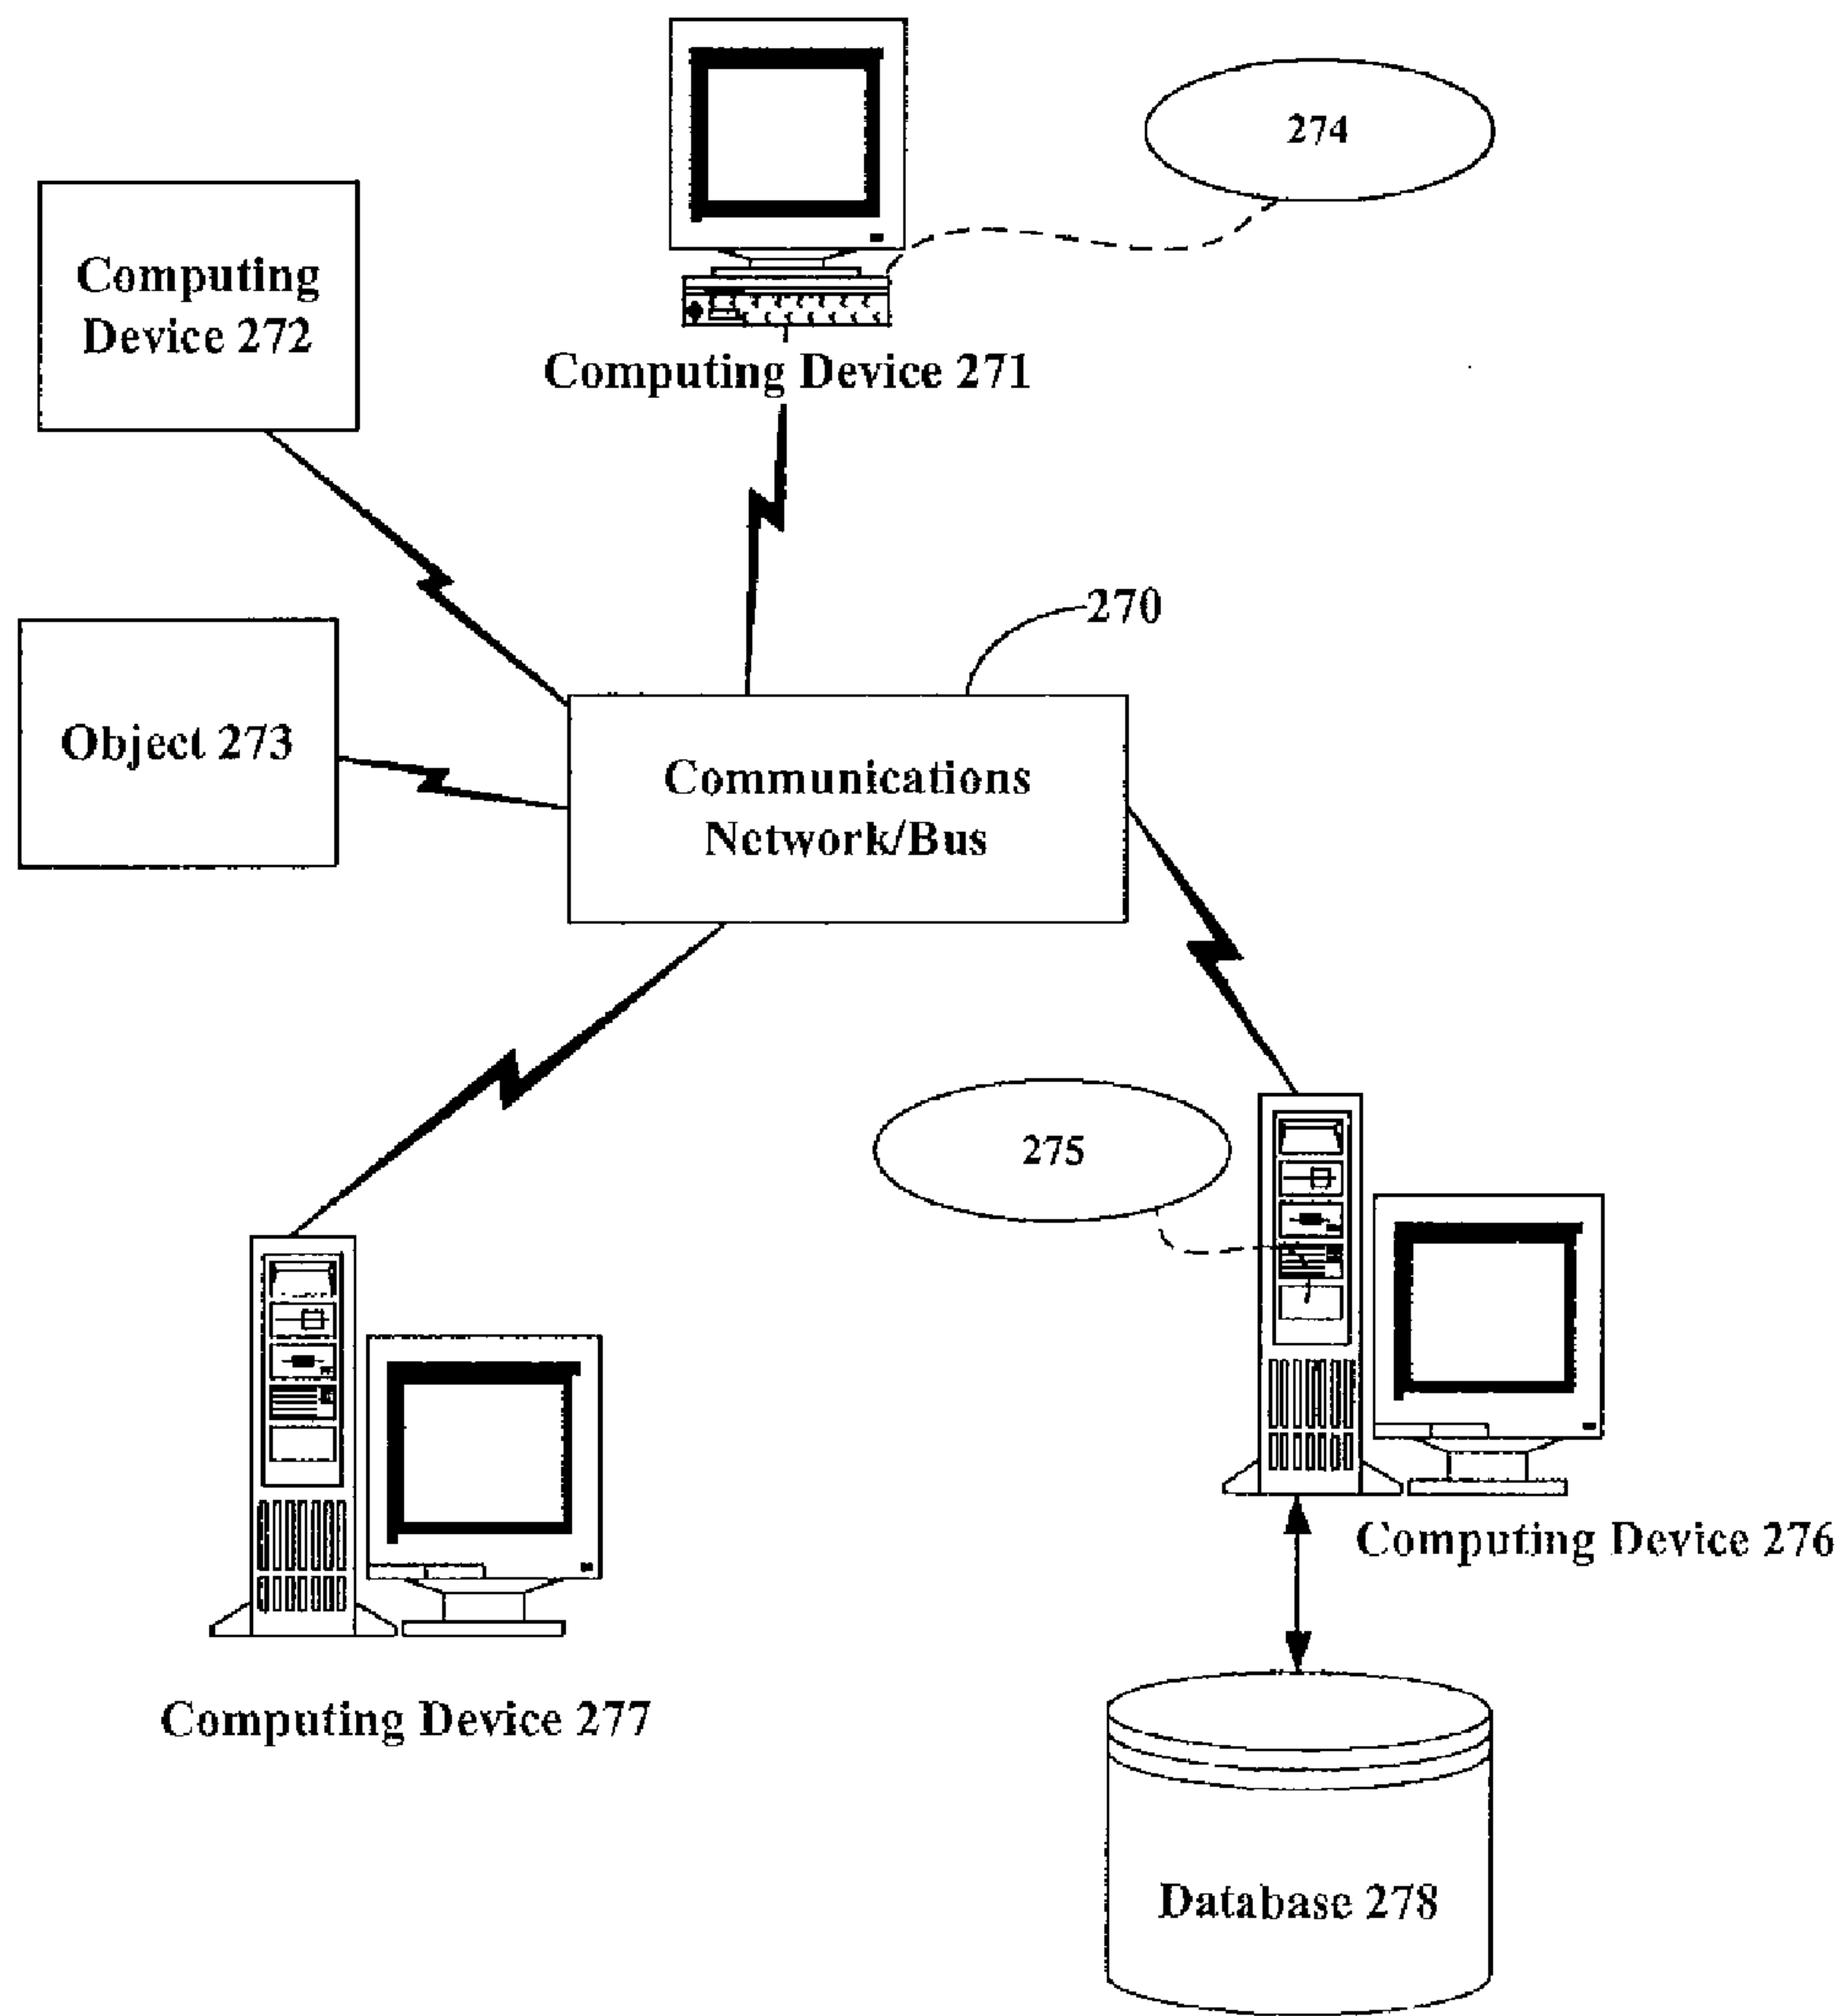 274
Computing
Device 272
Computing Device 271
270
Object 273
Communications
Network/Bus
275
Computing Device 276
Computing Device 277
Database 278